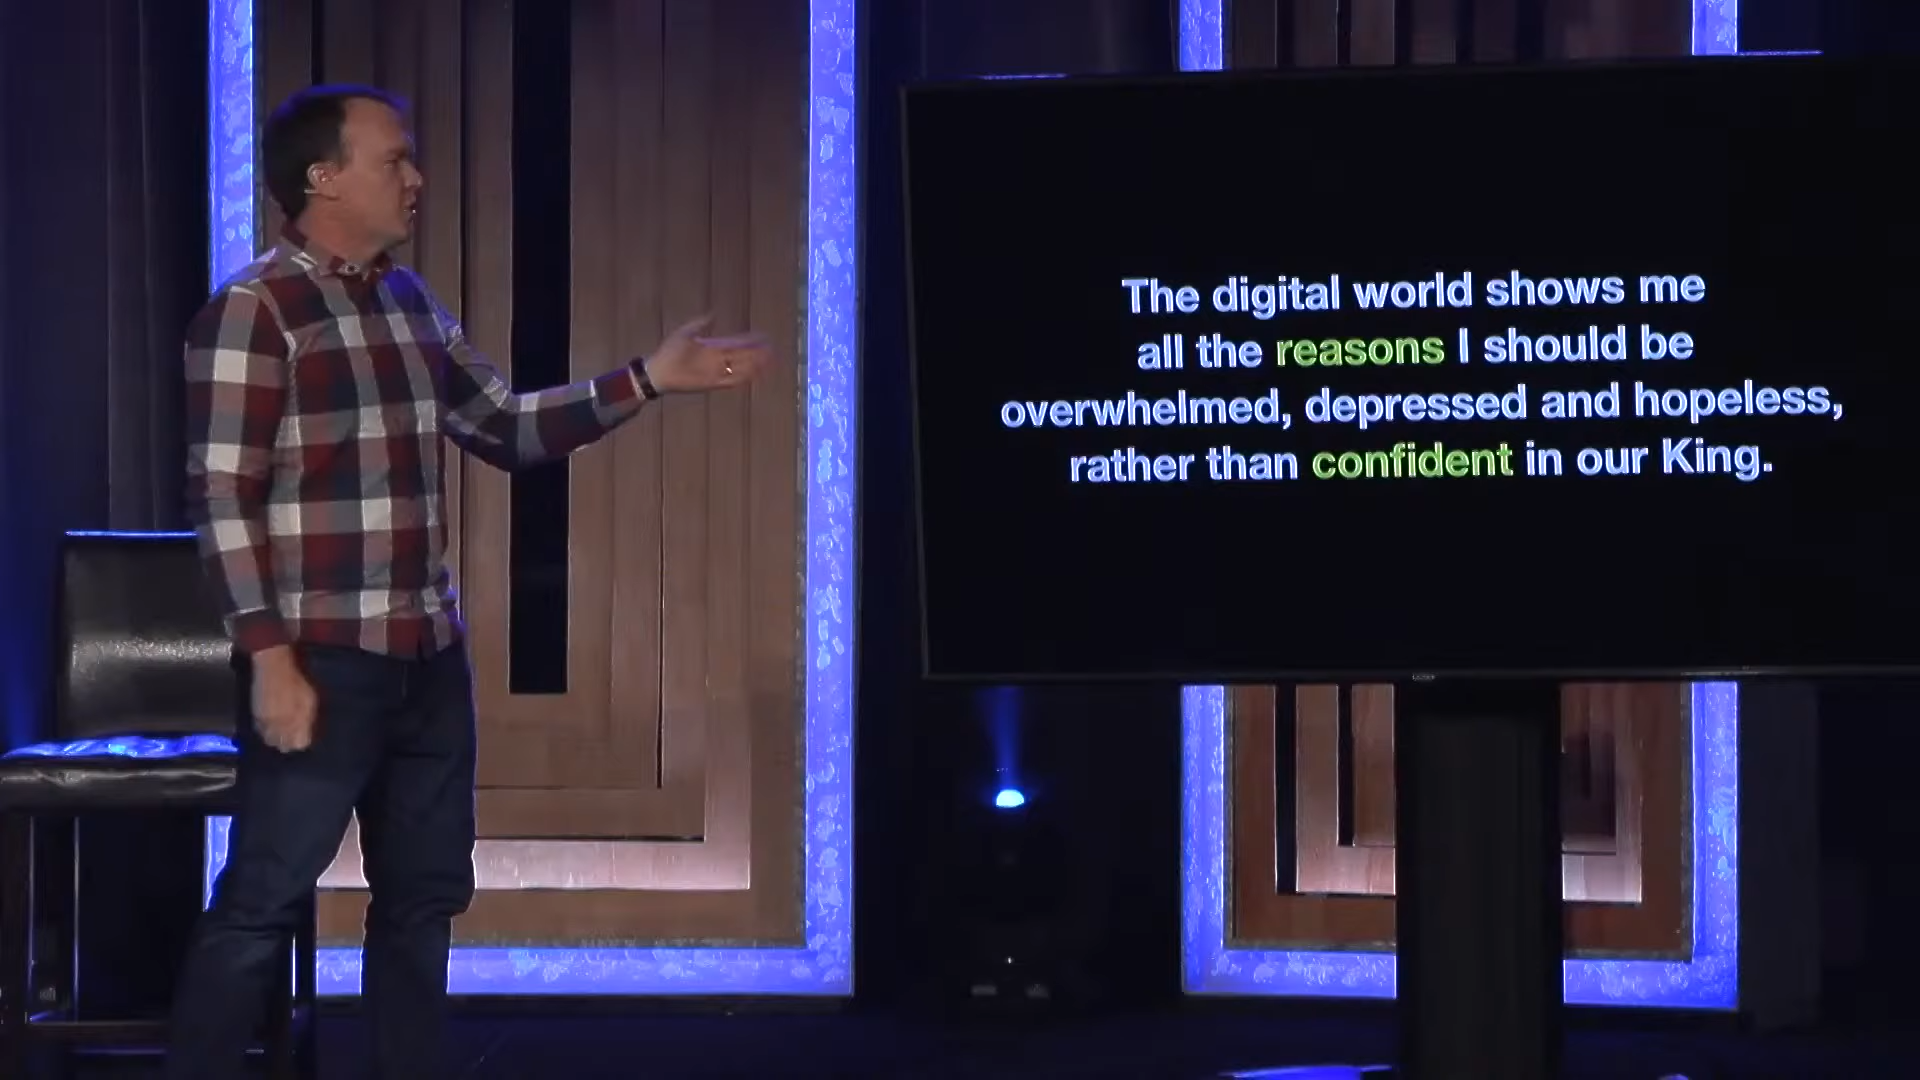 The digital world shows me
all the reasons I should be
overwhelmed, depressed and hopeless,
rather than confident in our King.